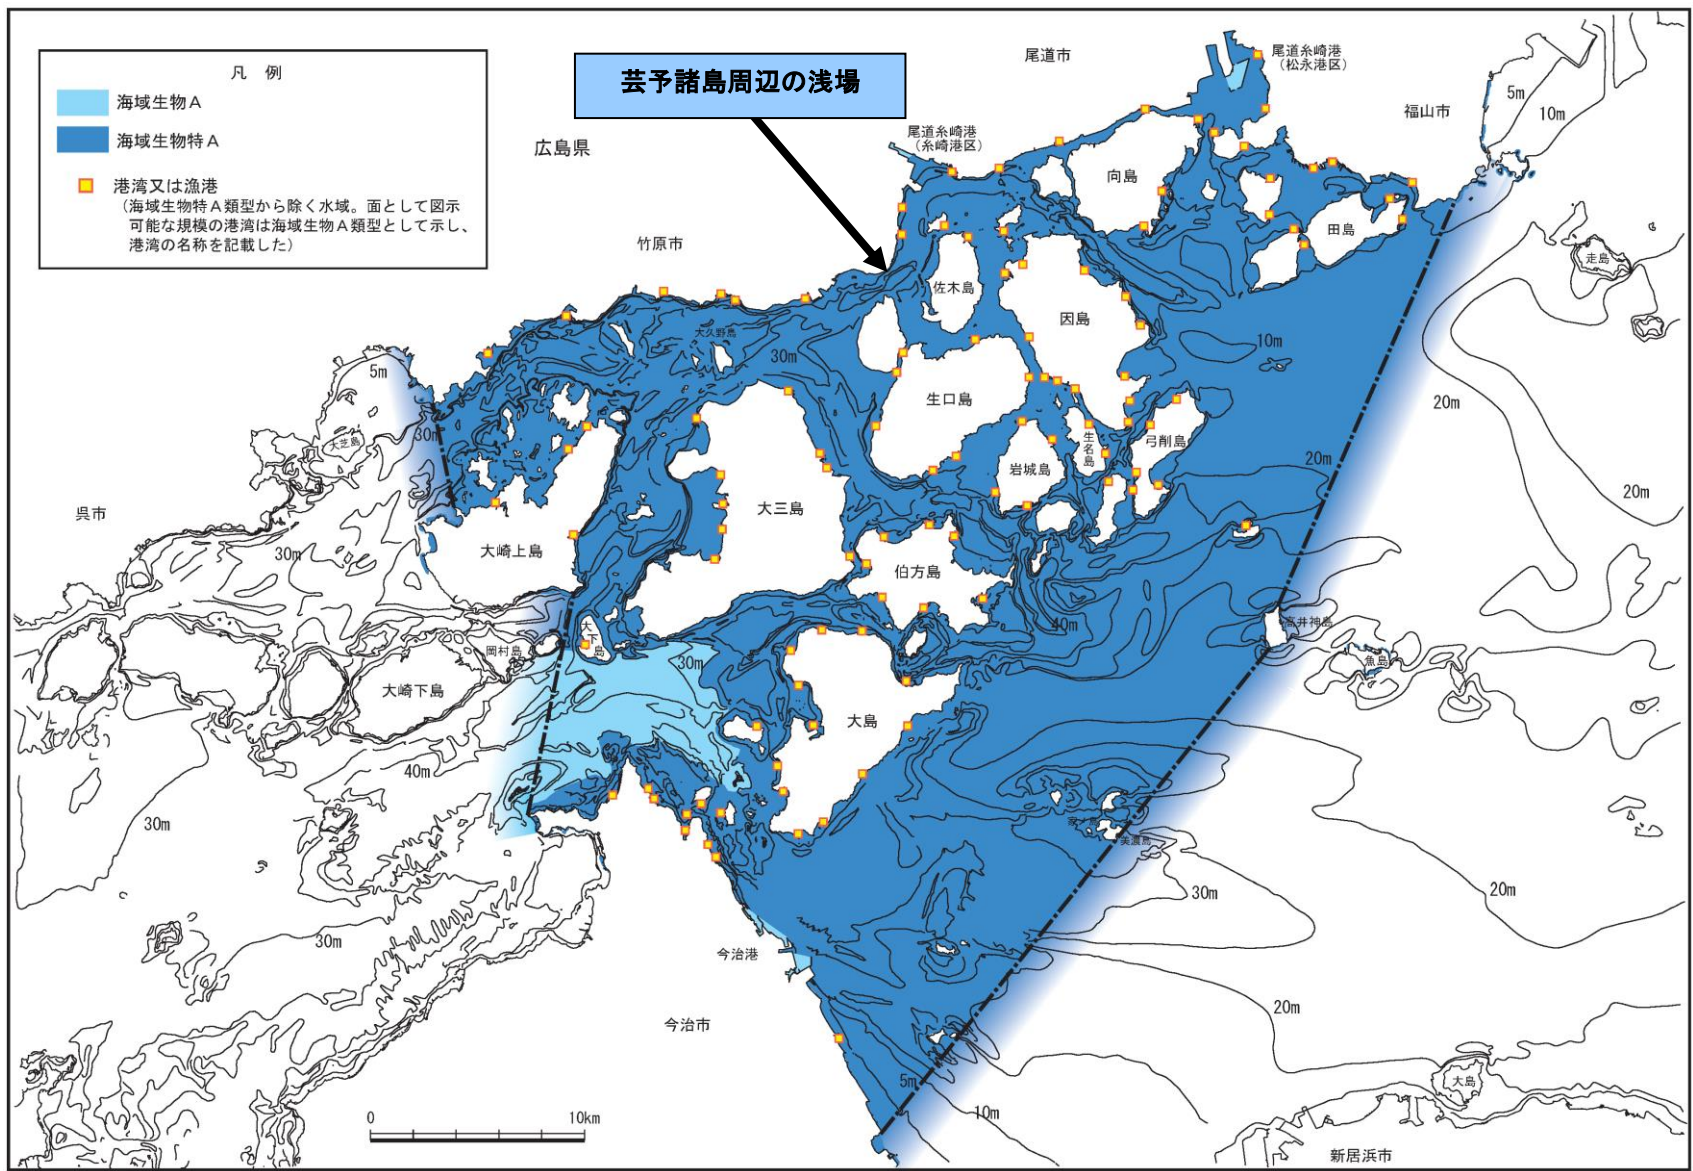 凡 例
海域生物A
海域生物特A
港湾又は漁港
（海域生物特A類型から除く水域。面として図示
可能な規模の港湾は海域生物A類型として示し、
港湾の名称を記載した）
芸予諸島周辺の浅場
尾道市
尾道糸崎港
（松永港区）
福山市
5m
10m
広島県
尾道糸崎港
（糸崎港区）
向島
田島
走島
竹原市
佐木島
因島
大久野島
30m
10m
5m
20m
生口島
大芝島
30m
生名島
弓削島
岩城島
20m
20m
呉市
大三島
大崎上島
30m
伯方島
大下島
40m
高井神島
岡村島
30m
魚島
大崎下島
大島
40m
30m
家ノ島
美濃島
20m
30m
30m
今治港
20m
今治市
5m
大島
10m
0
10km
新居浜市